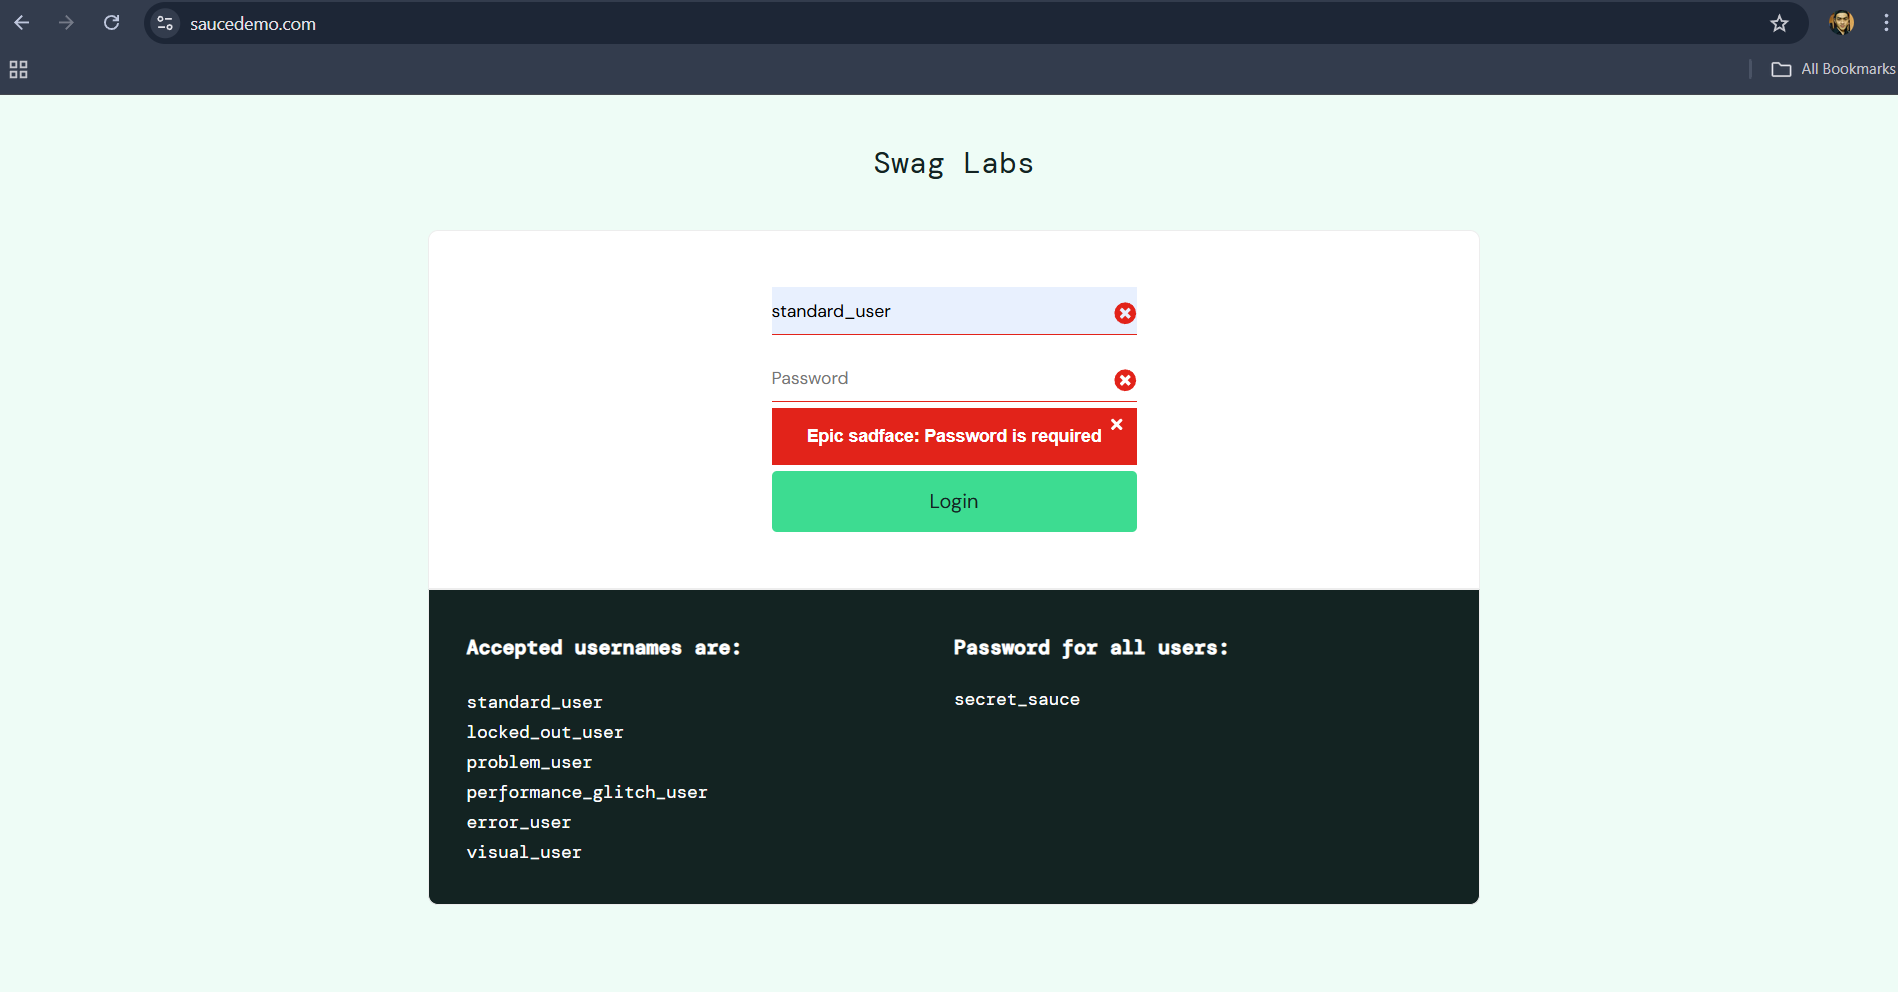 saucedemo.com
All Bookmarks
Swag Labs
standard_user
Password
Epic sadface: Password is required
Login
Accepted usernames are:
standard_user
locked_out_user
problem_user
performance_glitch_user
error_user
visual_user
Password for all users:
secret_sauce